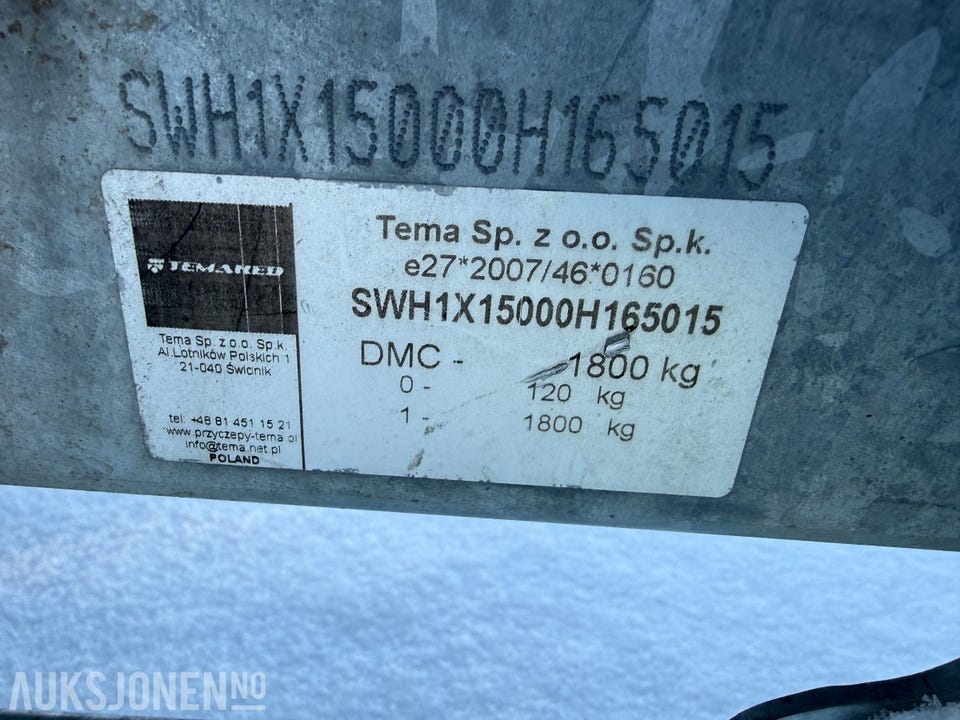 SWH1X15000H165015
TEMARED
Tema Sp. z o.o. Sp.k.
Al.Lotników Polskich 1
21-040 Świdnik
tel: +48 81 451 15 21
www.przyczepy-tema.pl
info@tema.net.pl
POLAND
Tema Sp. z o.o. Sp.k.
e27*2007/46*0160
SWH1X15000H165015
DMC - 1800 kg
0 - 120 kg
1 - 1800 kg
AUKSJONEN NO